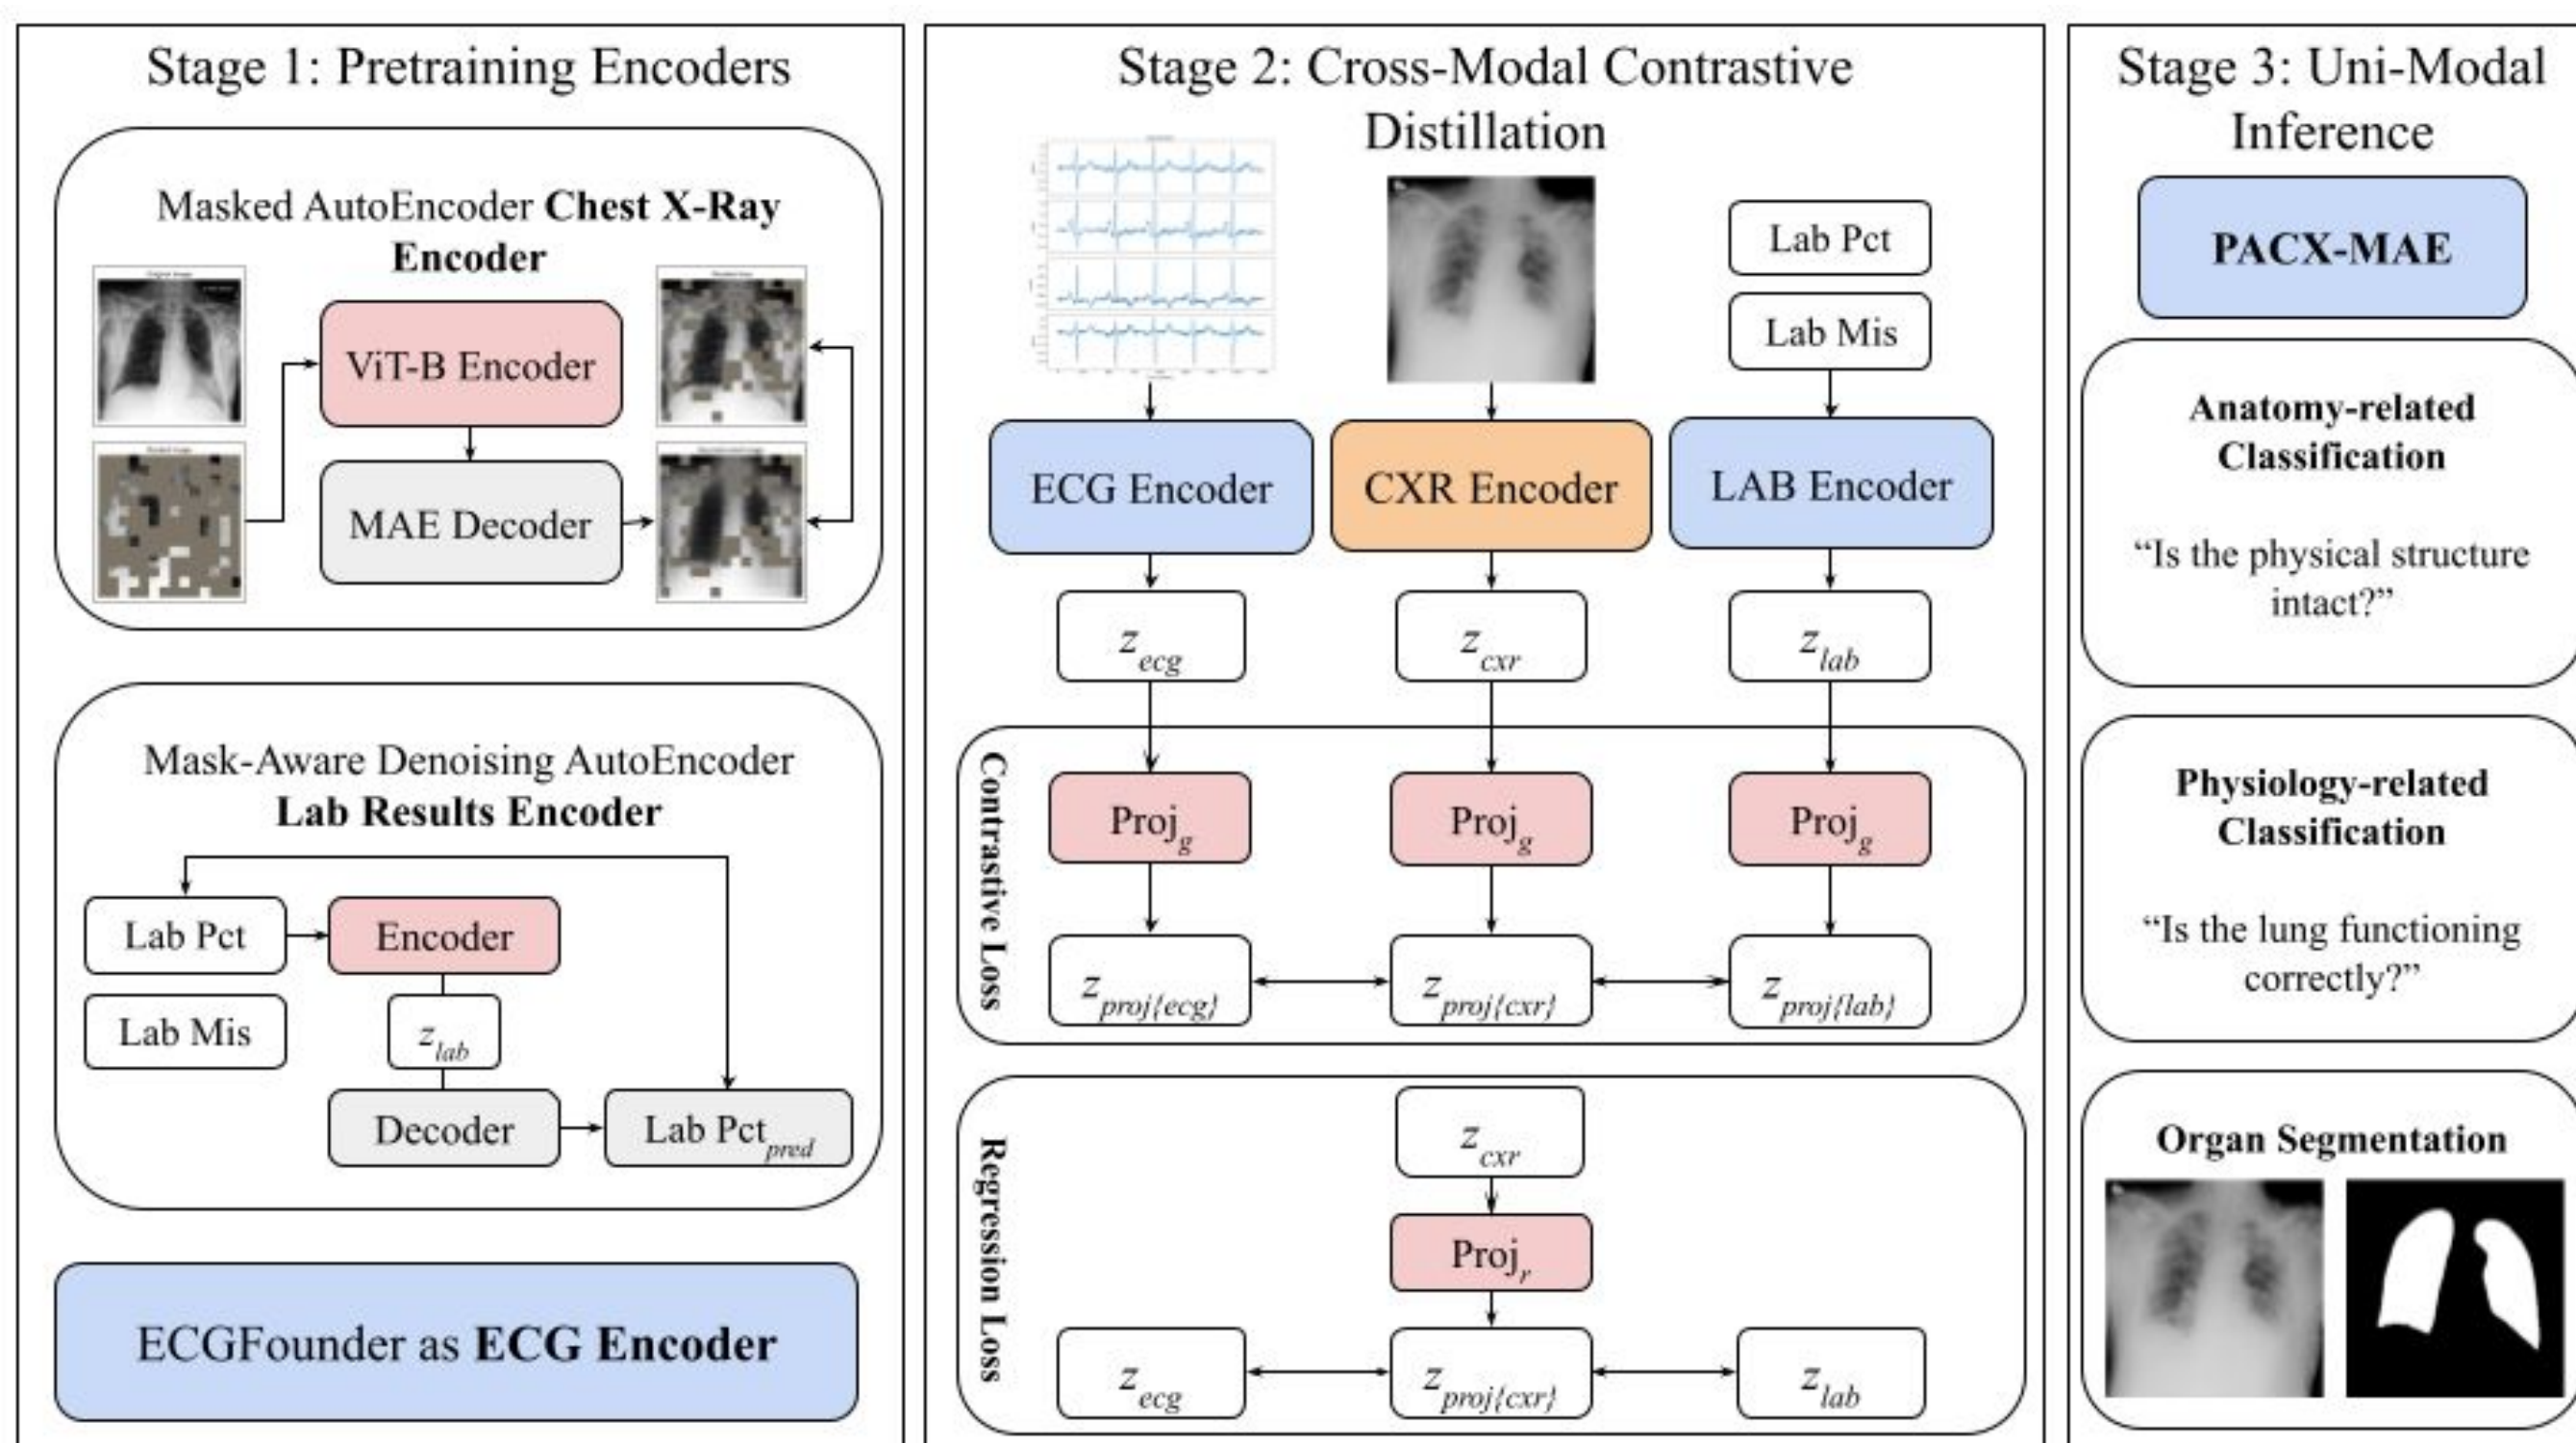 Stage 1: Pretraining Encoders
Masked AutoEncoder Chest X-Ray
Encoder
ViT-B Encoder
MAE Decoder
Mask-Aware Denoising AutoEncoder
Lab Results Encoder
Lab Pct
Encoder
Lab Mis
z_lab
Decoder
Lab Pct_pred
ECGFounder as ECG Encoder
Stage 2: Cross-Modal Contrastive
Distillation
Lab Pct
Lab Mis
ECG Encoder
CXR Encoder
LAB Encoder
z_ecg
z_cxr
z_lab
Contrastive Loss
Proj_g
Proj_g
Proj_g
z_proj{ecg}
z_proj{cxr}
z_proj{lab}
Regression Loss
z_cxr
Proj_r
z_ecg
z_proj{cxr}
z_lab
Stage 3: Uni-Modal
Inference
PACX-MAE
Anatomy-related
Classification
“Is the physical structure
intact?”
Physiology-related
Classification
“Is the lung functioning
correctly?”
Organ Segmentation